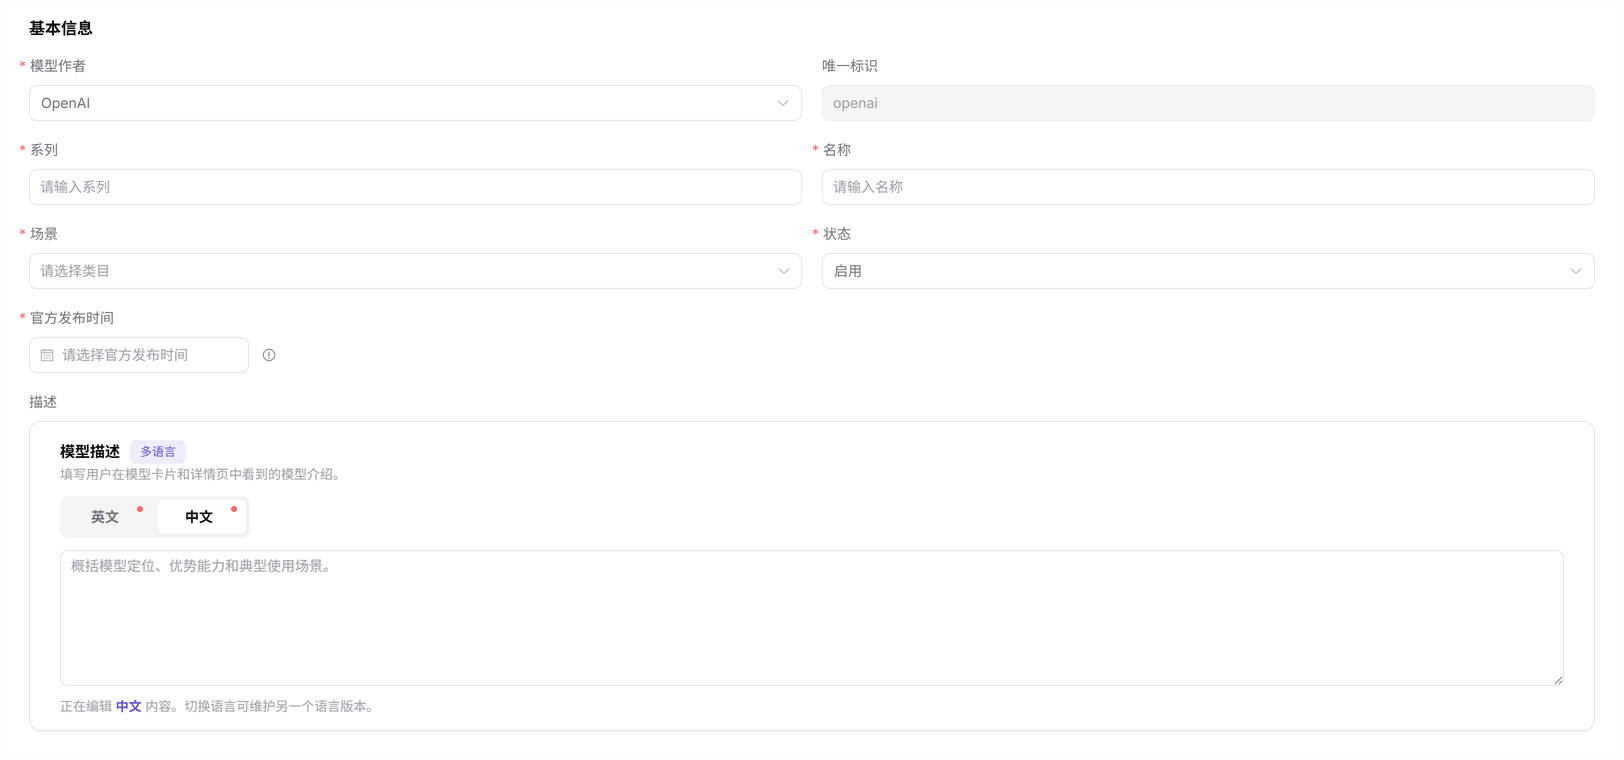 基本信息
* 模型作者
唯一标识
OpenAI
openai
* 系列
* 名称
请输入系列
请输入名称
* 场景
* 状态
请选择类目
启用
* 官方发布时间
请选择官方发布时间
描述
模型描述 多语言
填写用户在模型卡片和详情页中看到的模型介绍。
英文 中文
概括模型定位、优势能力和典型使用场景。
正在编辑 中文 内容。切换语言可维护另一个语言版本。